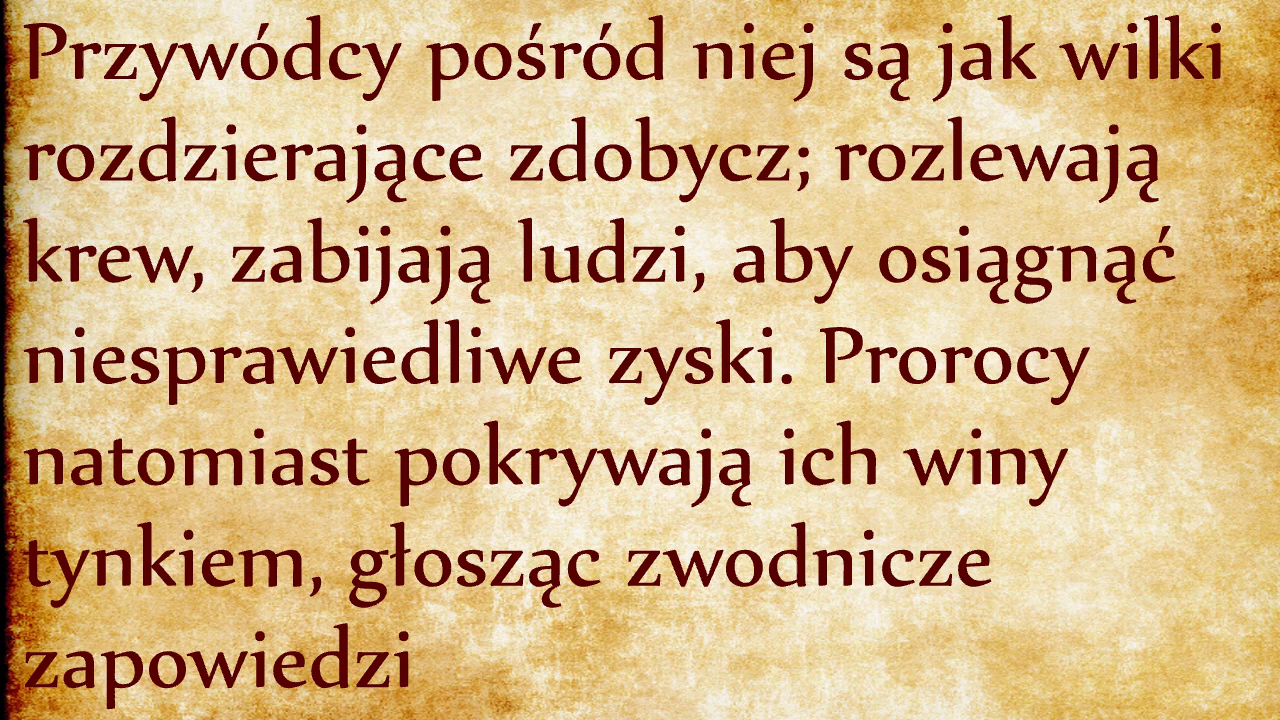 Przywódcy pośród niej są jak wilki
rozdzierające zdobycz; rozlewają
krew, zabijają ludzi, aby osiągnąć
niesprawiedliwe zyski. Prorocy
natomiast pokrywają ich winy
tynkiem, głosząc zwodnicze
zapowiedzi